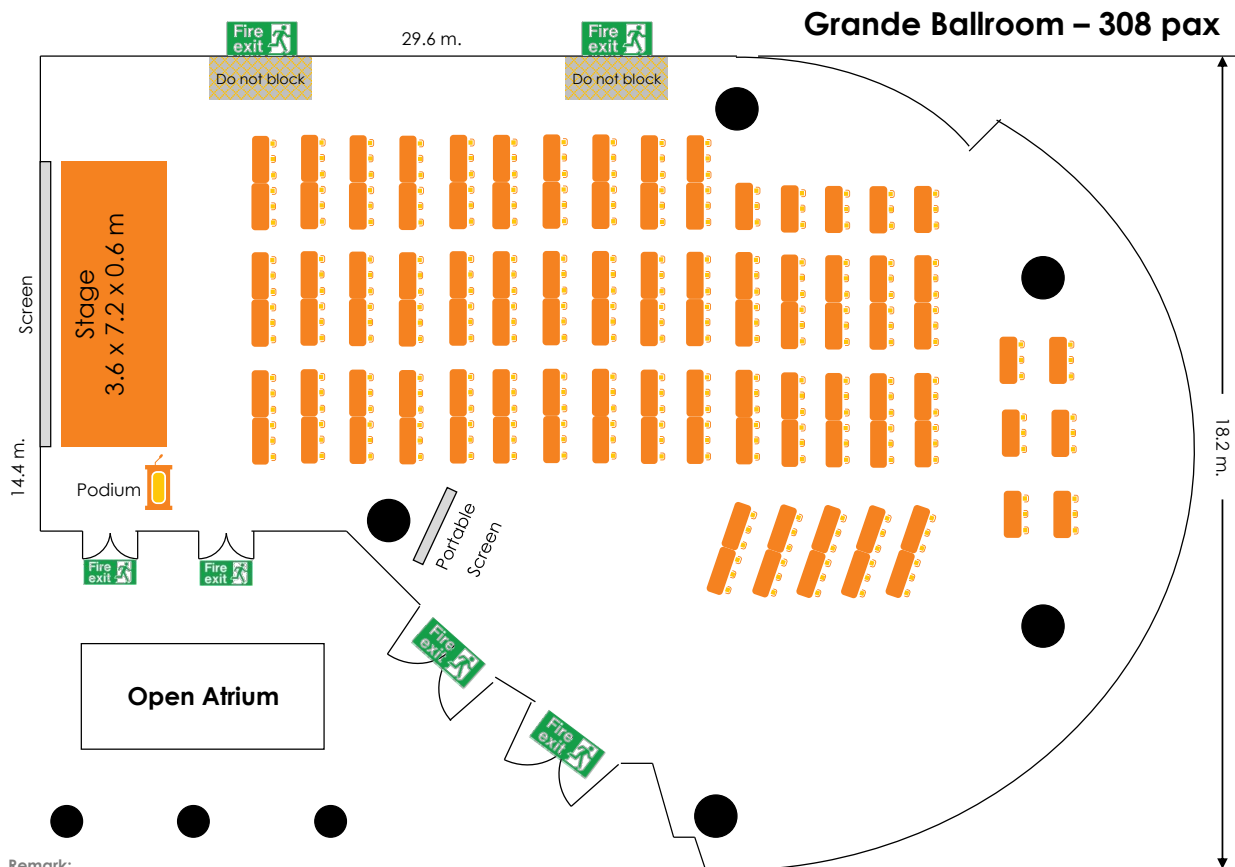 Grande Ballroom – 308 pax
Fire
exit
29.6 m.
Fire
exit
Do not block
Do not block
Screen
Stage
3.6 x 7.2 x 0.6 m
14.4 m.
18.2 m.
Podium
Portable
Screen
Fire
exit
Fire
exit
Fire
exit
Open Atrium
Fire
exit
Remark: